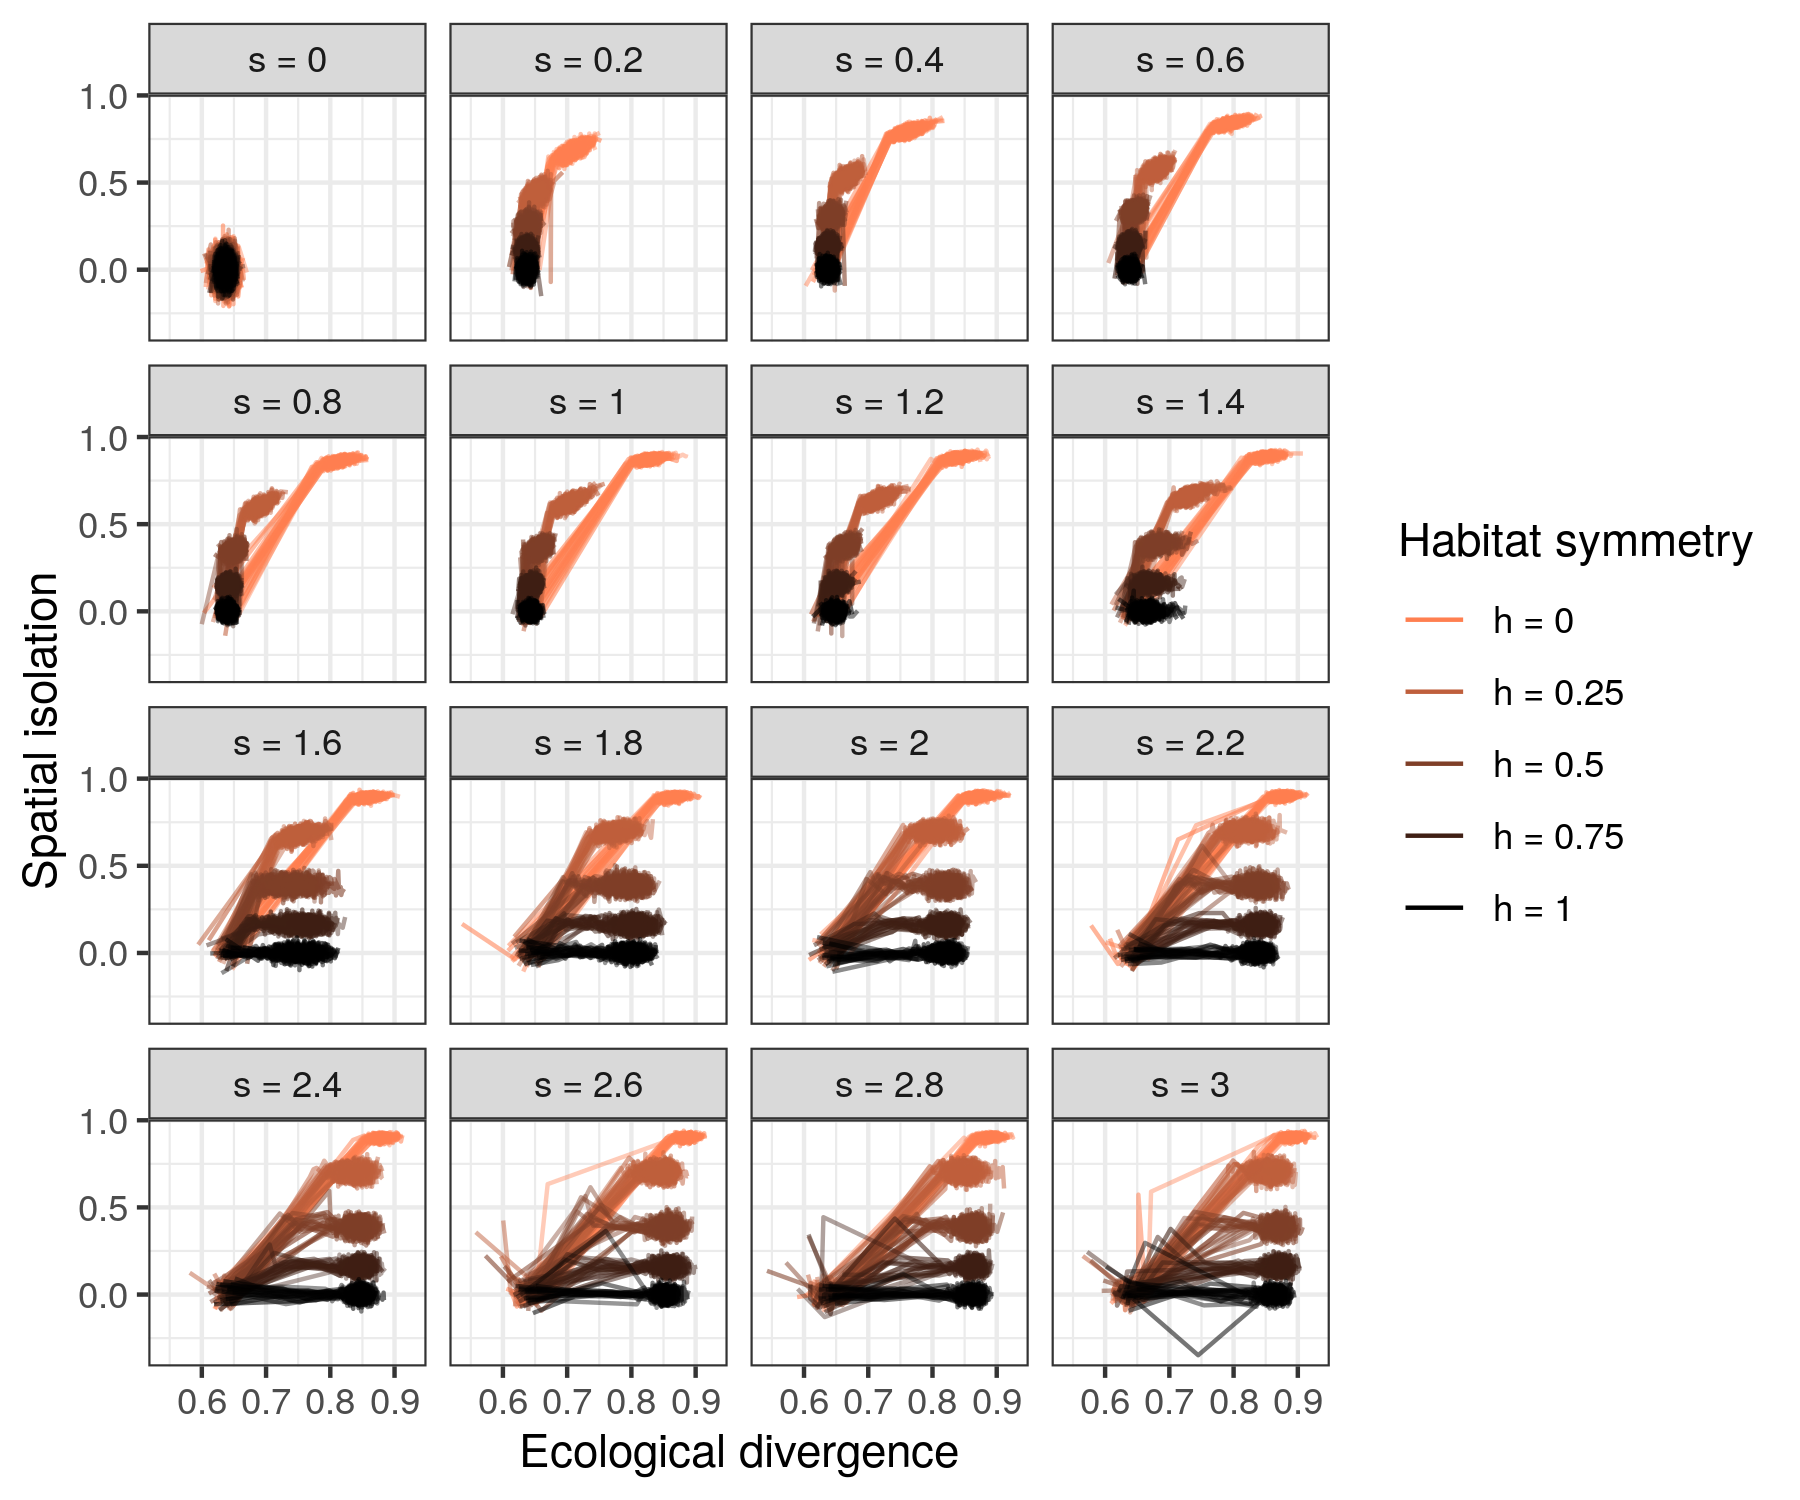 s = 0 s = 0.2 s = 0.4 s = 0.6
1.0
0.5
0.0
s = 0.8 s = 1 s = 1.2 s = 1.4
1.0
0.5
0.0
s = 1.6 s = 1.8 s = 2 s = 2.2
1.0
0.5
0.0
s = 2.4 s = 2.6 s = 2.8 s = 3
1.0
0.5
0.0
0.6 0.7 0.8 0.9 0.6 0.7 0.8 0.9 0.6 0.7 0.8 0.9 0.6 0.7 0.8 0.9
Ecological divergence
Spatial isolation
Habitat symmetry
h = 0
h = 0.25
h = 0.5
h = 0.75
h = 1